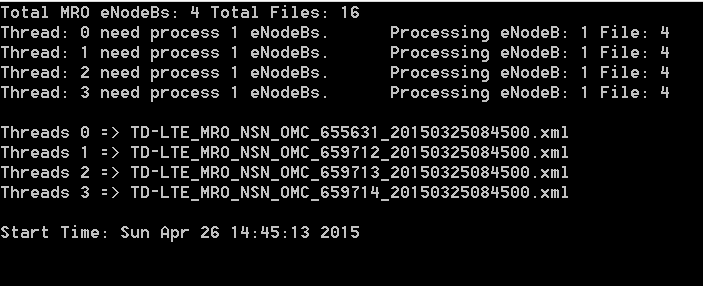 Total MRO eNodeBs: 4 Total Files: 16
Thread: 0 need process 1 eNodeBs.      Processing eNodeB: 1 File: 4
Thread: 1 need process 1 eNodeBs.      Processing eNodeB: 1 File: 4
Thread: 2 need process 1 eNodeBs.      Processing eNodeB: 1 File: 4
Thread: 3 need process 1 eNodeBs.      Processing eNodeB: 1 File: 4
Threads 0 => TD-LTE_MRO_NSN_OMC_655631_20150325084500.xml
Threads 1 => TD-LTE_MRO_NSN_OMC_659712_20150325084500.xml
Threads 2 => TD-LTE_MRO_NSN_OMC_659713_20150325084500.xml
Threads 3 => TD-LTE_MRO_NSN_OMC_659714_20150325084500.xml
Start Time: Sun Apr 26 14:45:13 2015